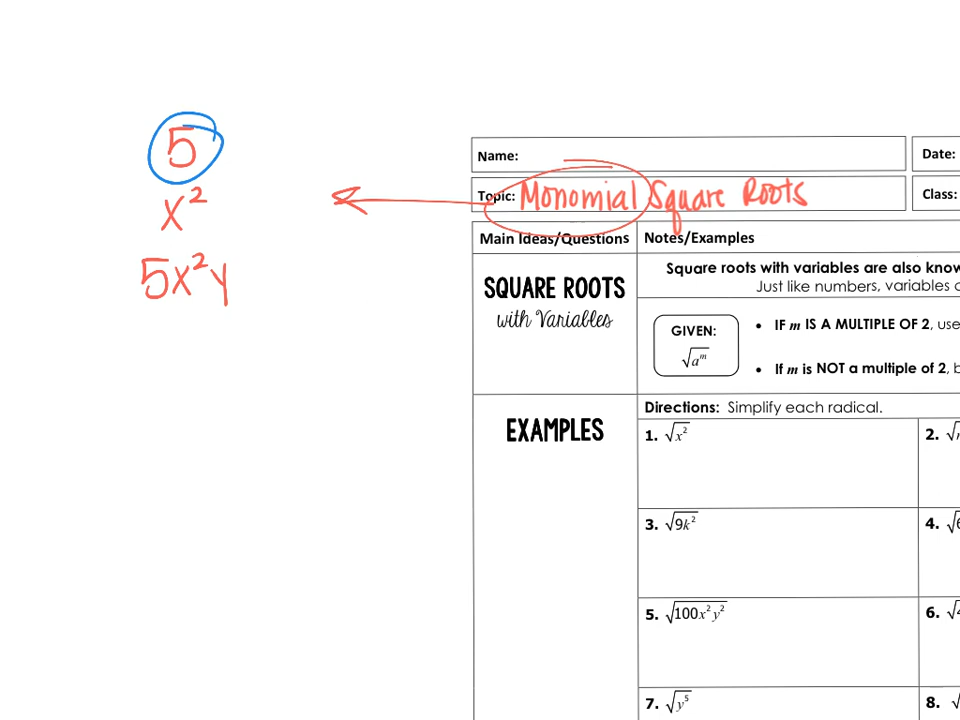 5
x²
5x²y
Name:
Date:
Topic: Monomial Square Roots
Class:
Main Ideas/Questions
Notes/Examples
SQUARE ROOTS
with Variables
Square roots with variables are also know
Just like numbers, variables c
GIVEN:
√aᵐ
• IF m IS A MULTIPLE OF 2, use
• If m is NOT a multiple of 2, b
EXAMPLES
Directions: Simplify each radical.
1. √x²
2. √
3. √9k²
4. √6
5. √100x²y²
6. √4
7. √y⁵
8. √